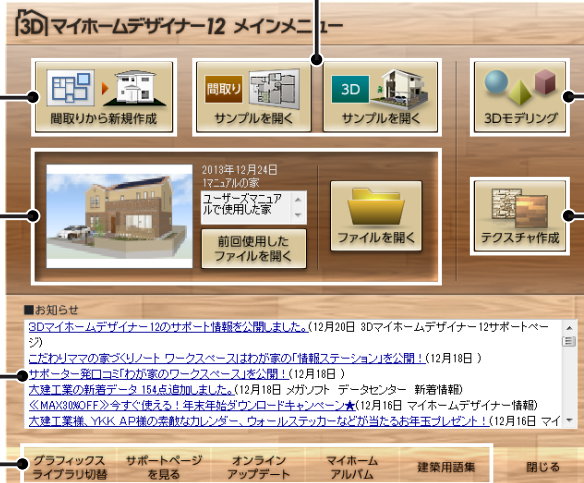 3D マイホームデザイナー12 メインメニュー
間取りから新規作成
間取り
サンプルを開く
3D
サンプルを開く
3Dモデリング
2013年12月24日
1マニュアルの家
ユーザーズマニュア
ルで使用した家
前回使用した
ファイルを開く
ファイルを開く
テクスチャ作成
■お知らせ
3Dマイホームデザイナー12のサポート情報を公開しました。(12月20日 3Dマイホームデザイナー12サポートペー
ジ)
こだわりママの家づくりノート ワークスペースはわが家の「情報ステーション」を公開！(12月18日 )
サポーター発口コミ「わが家のワークスペース」を公開！(12月18日 )
大建工業の新着データ 154点追加しました。(12月18日 メガソフト データセンター 新着情報)
≪MAX30%OFF≫今すぐ使える！年末年始ダウンロードキャンペーン★(12月16日 マイホームデザイナー情報)
大建工業様、YKK AP様の素敵なカレンダー、ウォールステッカーなどが当たるお年玉プレゼント！(12月16日 マイ
グラフィックス
ライブラリ切替
サポートページ
を見る
オンライン
アップデート
マイホーム
アルバム
建築用語集
閉じる